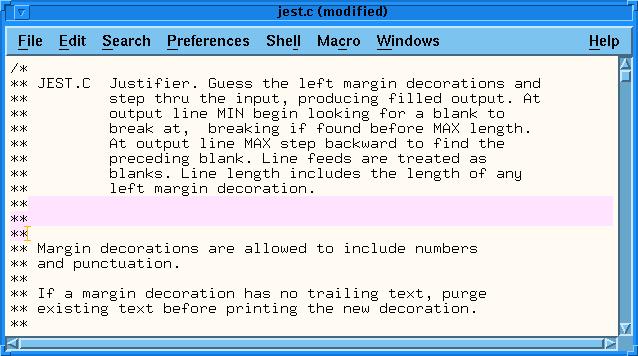 jest.c (modified)
File Edit Search Preferences Shell Macro Windows Help
/*
** JEST.C  Justifier. Guess the left margin decorations and
**         step thru the input, producing filled output. At
**         output line MIN begin looking for a blank to
**         break at,  breaking if found before MAX length.
**         At output line MAX step backward to find the
**         preceding blank. Line feeds are treated as
**         blanks. Line length includes the length of any
**         left margin decoration.
**
**
**
** Margin decorations are allowed to include numbers
** and punctuation.
**
** If a margin decoration has no trailing text, purge
** existing text before printing the new decoration.
**